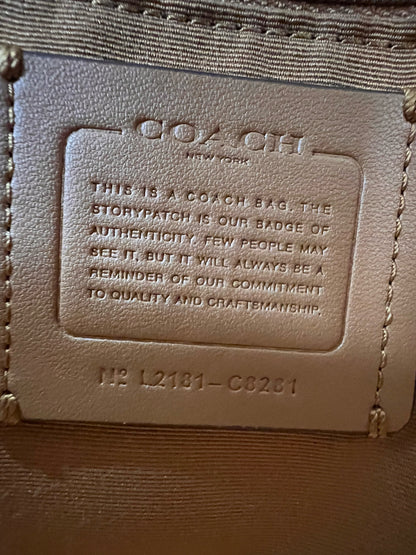 COACH
NEW YORK
THIS IS A COACH BAG. THE
STORYPATCH IS OUR BADGE OF
AUTHENTICITY. FEW PEOPLE MAY
SEE IT, BUT IT WILL ALWAYS BE A
REMINDER OF OUR COMMITMENT
TO QUALITY AND CRAFTSMANSHIP.
Nº L2181-C8281